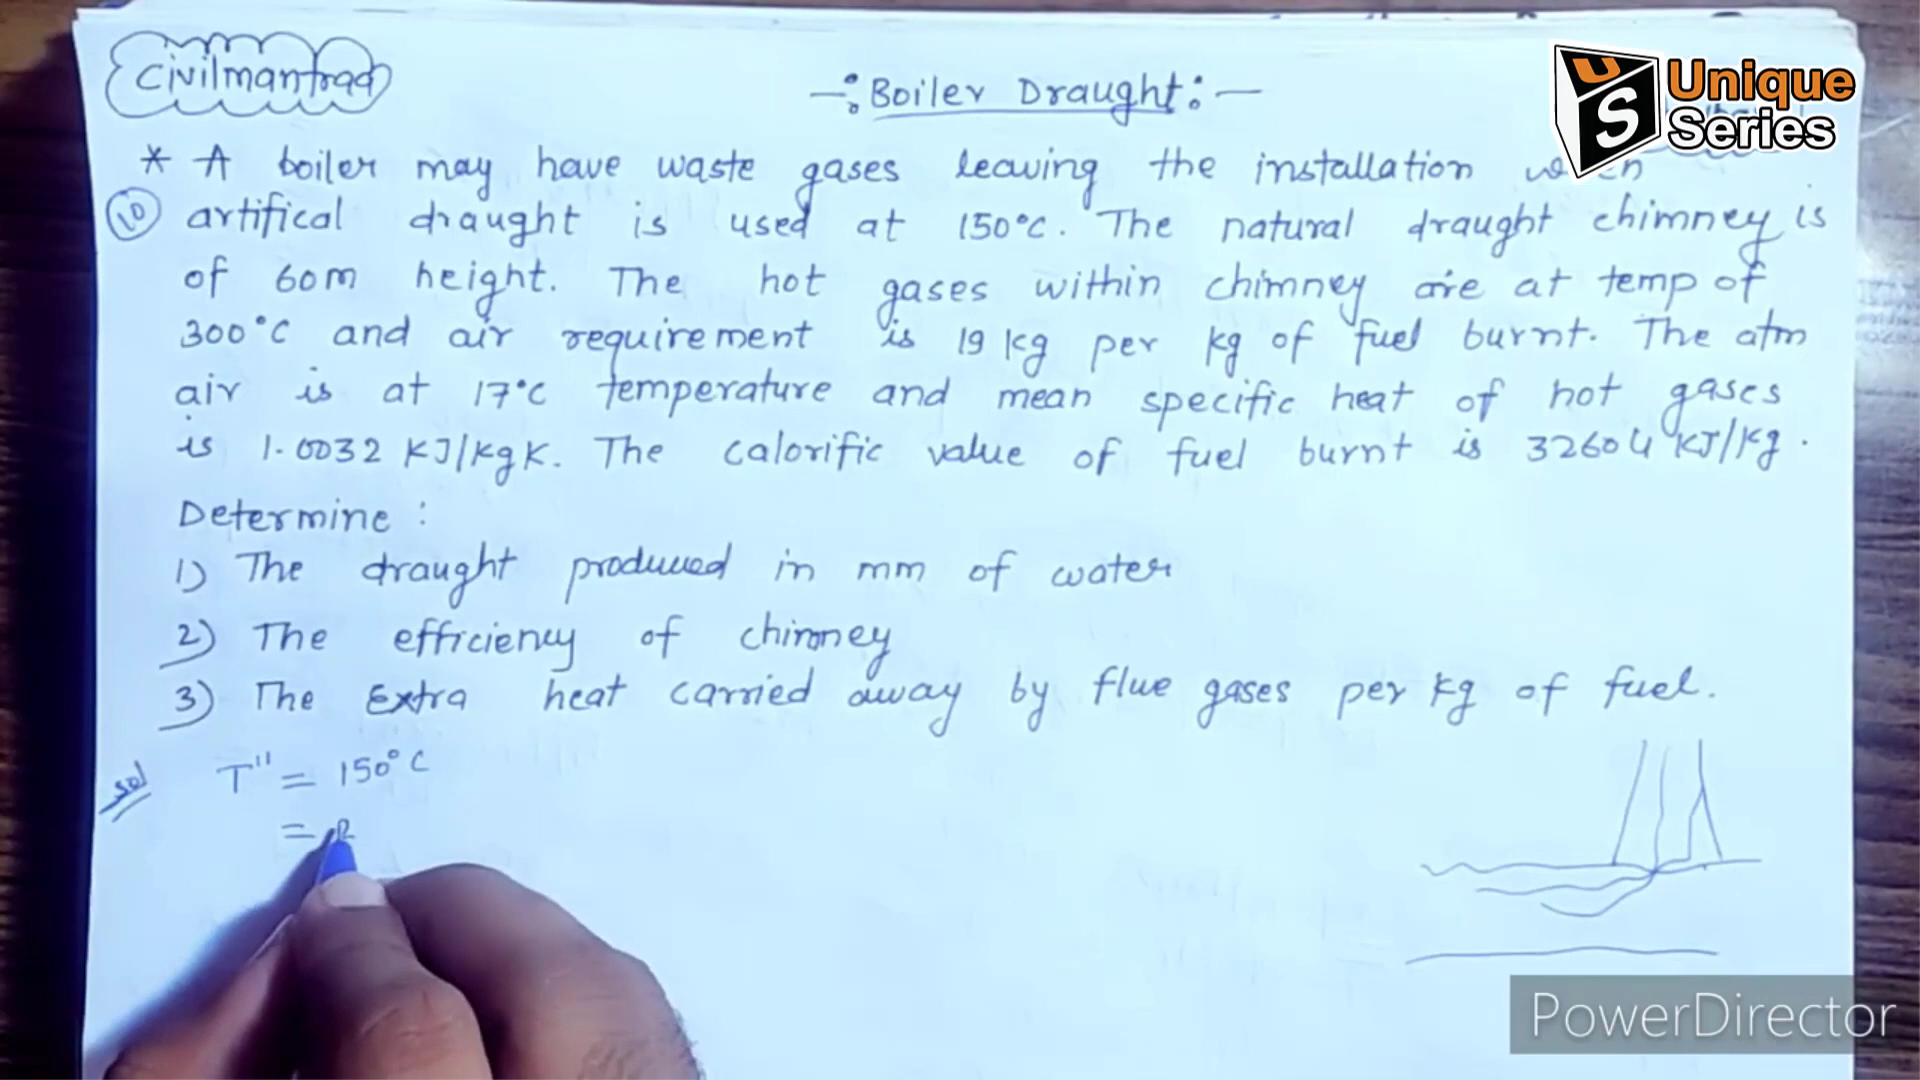 Civilmantraa
-: Boiler Draught :-
US Unique
Series
* A boiler may have waste gases leaving the installation
10 artifical draught is used at 150°C. The natural draught chimney is
of 60m height. The hot gases within chimney are at temp of
300°C and air requirement is 19 kg per kg of fuel burnt. The atm
air is at 17°C temperature and mean specific heat of hot gases
is 1.0032 KJ/kgK. The calorific value of fuel burnt is 32604 KJ/kg.
Determine :
1) The draught produced in mm of water
2) The efficiency of chimney
3) The Extra heat carried away by flue gases per kg of fuel.
Sol T" = 150°C
=
PowerDirector